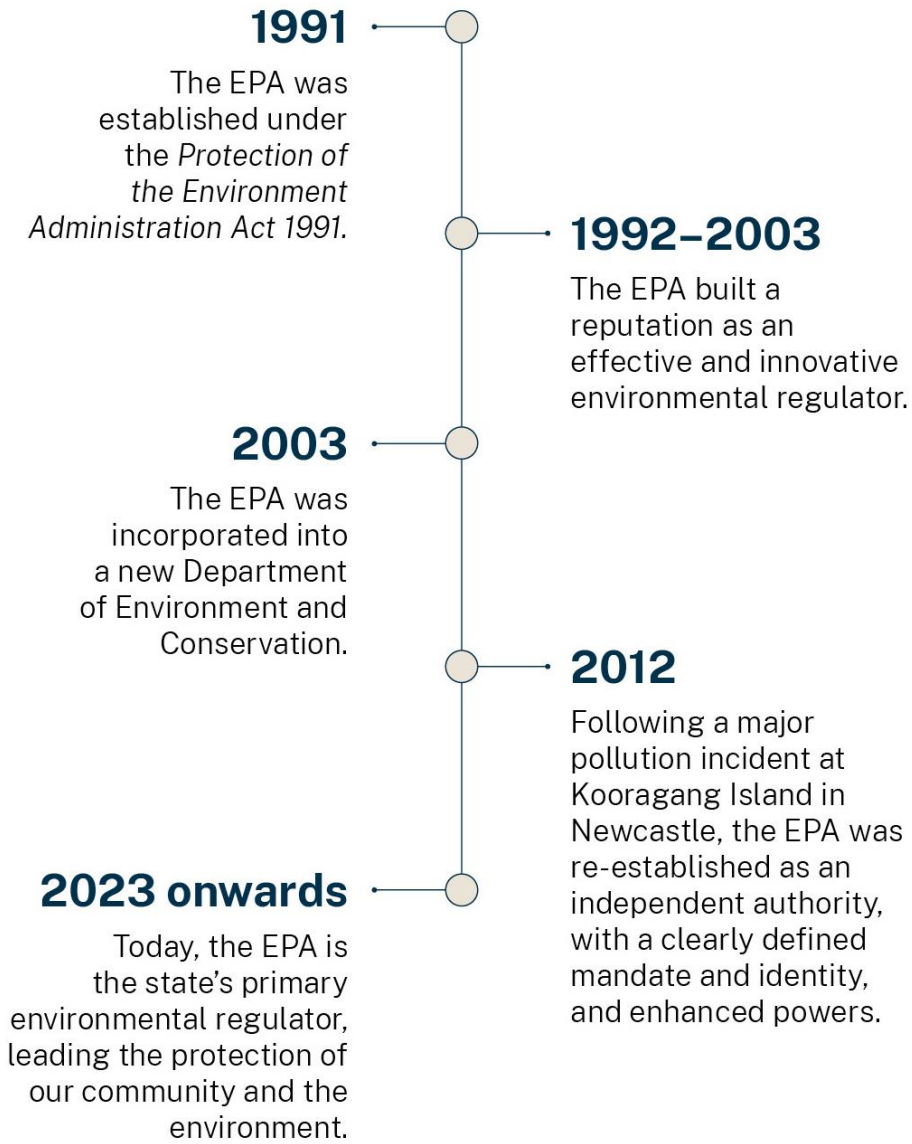 1991
The EPA was
established under
the Protection of
the Environment
Administration Act 1991.
1992–2003
The EPA built a
reputation as an
effective and innovative
environmental regulator.
2003
The EPA was
incorporated into
a new Department
of Environment and
Conservation.
2012
Following a major
pollution incident at
Kooragang Island in
Newcastle, the EPA was
re-established as an
independent authority,
with a clearly defined
mandate and identity,
and enhanced powers.
2023 onwards
Today, the EPA is
the state’s primary
environmental regulator,
leading the protection of
our community and the
environment.